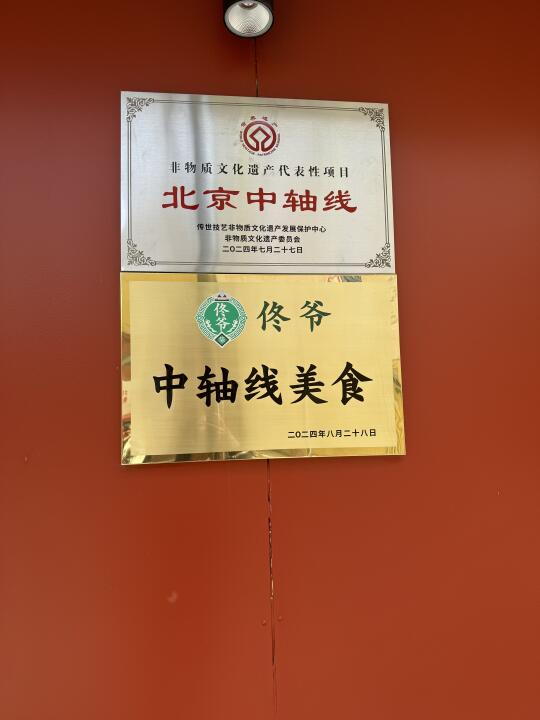 非物质文化遗产代表性项目
北京中轴线
传世技艺非物质文化遗产发展保护中心
非物质文化遗产委员会
二〇二四年七月二十七日
佟爷
佟爷
中轴线美食
二〇二四年八月二十八日